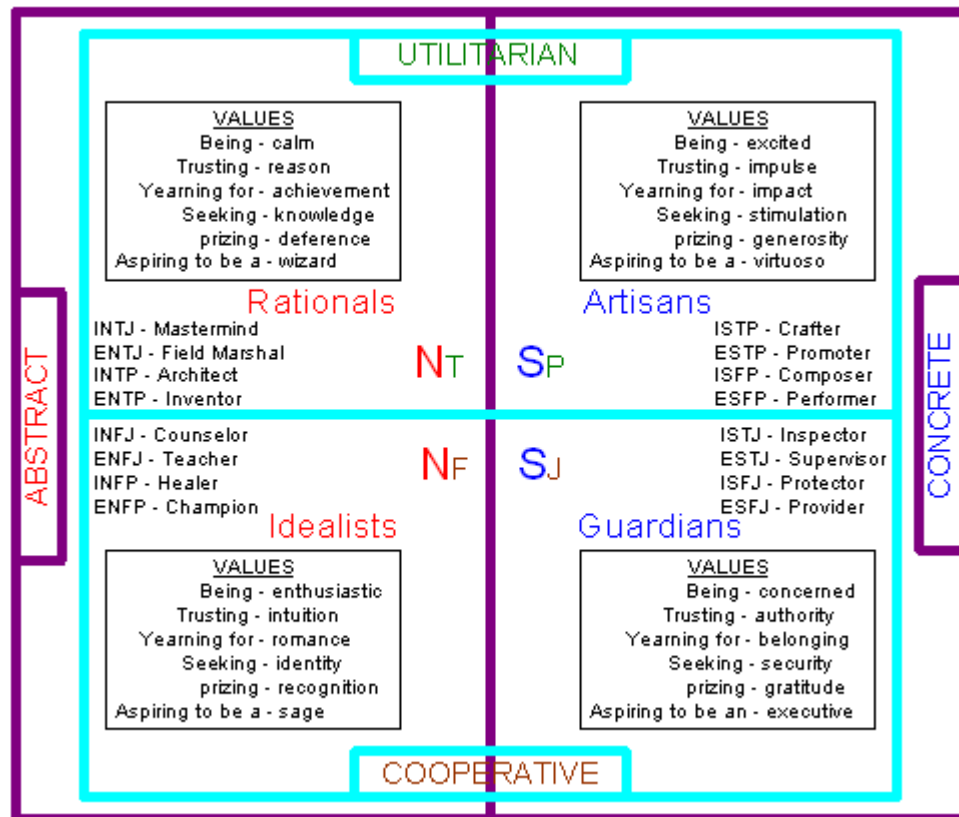 UTILITARIAN
VALUES
Being - calm
Trusting - reason
Yearning for - achievement
Seeking - knowledge
prizing - deference
Aspiring to be a - wizard
VALUES
Being - excited
Trusting - impulse
Yearning for - impact
Seeking - stimulation
prizing - generosity
Aspiring to be a - virtuoso
Rationals
Artisans
INTJ - Mastermind
ENTJ - Field Marshal
INTP - Architect
ENTP - Inventor
NT
SP
ISTP - Crafter
ESTP - Promoter
ISFP - Composer
ESFP - Performer
ABSTRACT
CONCRETE
INFJ - Counselor
ENFJ - Teacher
INFP - Healer
ENFP - Champion
NF
SJ
ISTJ - Inspector
ESTJ - Supervisor
ISFJ - Protector
ESFJ - Provider
Idealists
Guardians
VALUES
Being - enthusiastic
Trusting - intuition
Yearning for - romance
Seeking - identity
prizing - recognition
Aspiring to be a - sage
VALUES
Being - concerned
Trusting - authority
Yearning for - belonging
Seeking - security
prizing - gratitude
Aspiring to be an - executive
COOPERATIVE